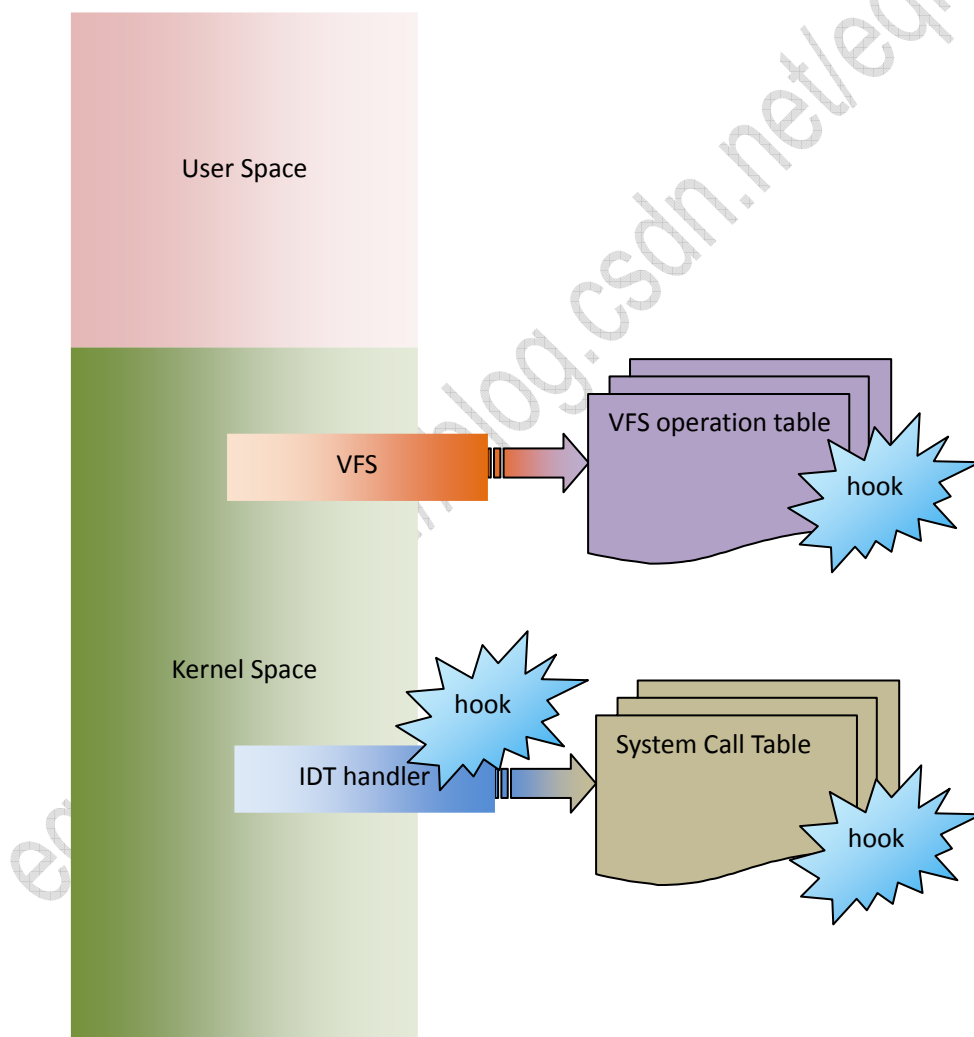 User Space
VFS operation table
VFS
hook
Kernel Space
hook
System Call Table
IDT handler
hook